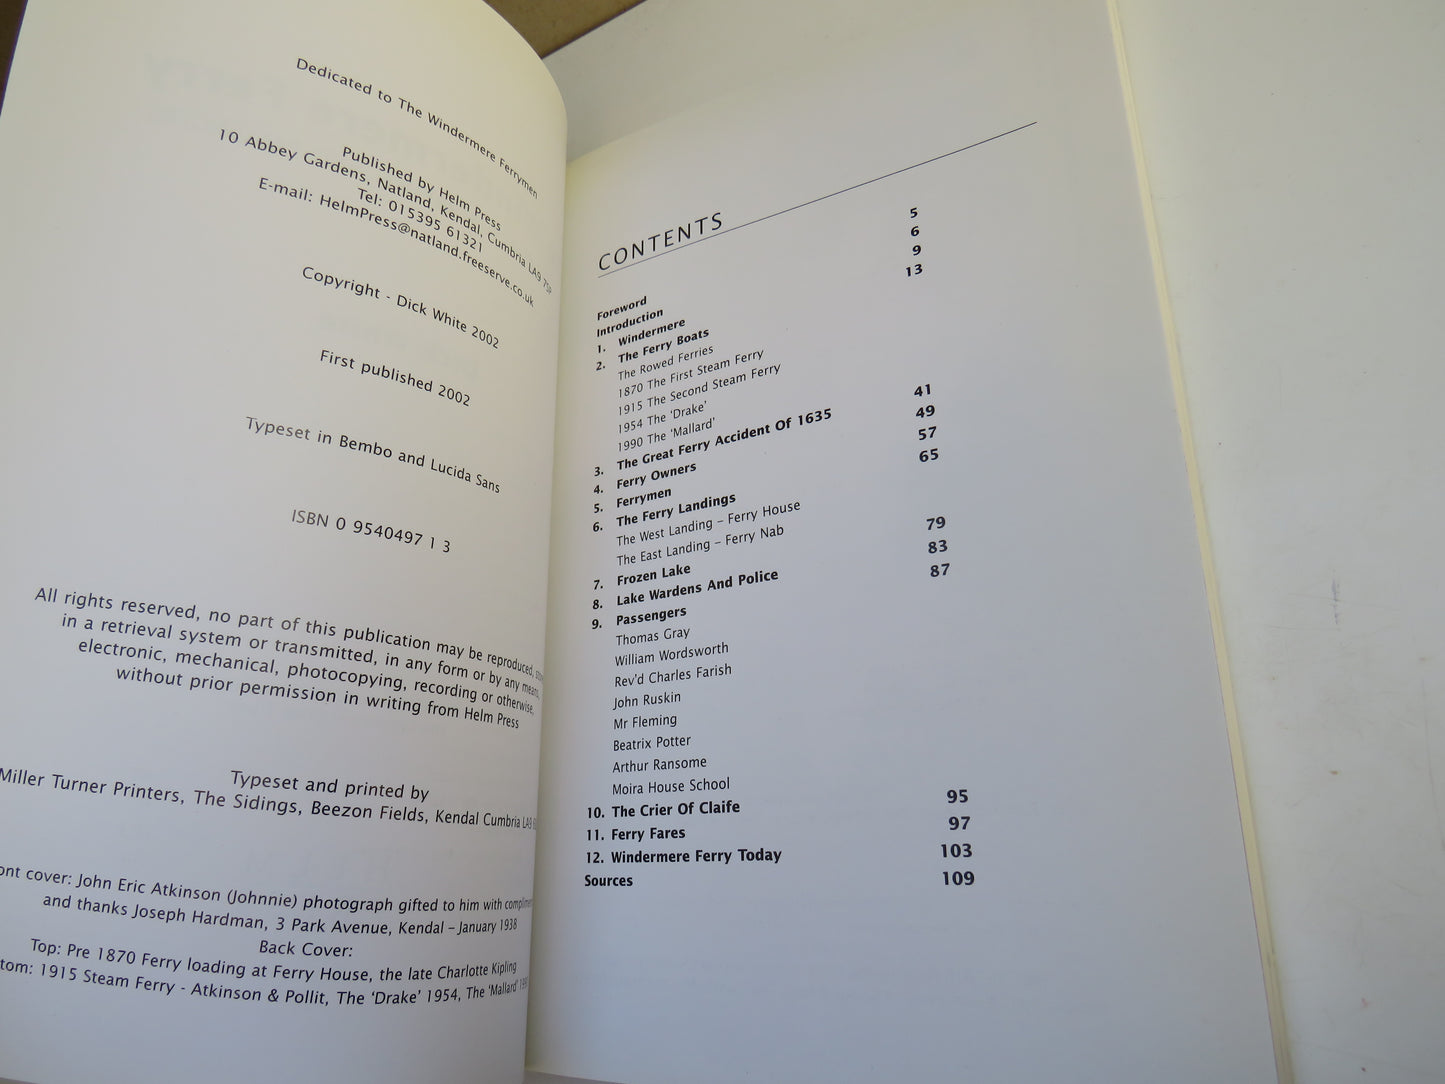 Dedicated to The Windermere Ferrymen
Published by Helm Press
10 Abbey Gardens, Natland, Kendal, Cumbria LA9 7SP
Tel: 015395 61321
E-mail: HelmPress@natland.freeserve.co.uk
Copyright - Dick White 2002
First published 2002
Typeset in Bembo and Lucida Sans
ISBN 0 9540497 1 3
All rights reserved, no part of this publication may be reproduced,
in a retrieval system or transmitted, in any form or by any means,
electronic, mechanical, photocopying, recording or otherwise,
without prior permission in writing from Helm Press
Typeset and printed by
Miller Turner Printers, The Sidings, Beezon Fields, Kendal Cumbria LA9
cover: John Eric Atkinson (Johnnie) photograph gifted to him with
and thanks Joseph Hardman, 3 Park Avenue, Kendal – January 1938
Back Cover:
Top: Pre 1870 Ferry loading at Ferry House, the late Charlotte Kipling
1915 Steam Ferry - Atkinson & Pollit, The 'Drake' 1954, The 'Mallard'
CONTENTS
Foreword 5
Introduction 6
1. Windermere 9
2. The Ferry Boats 13
The Rowed Ferries
1870 The First Steam Ferry
1915 The Second Steam Ferry
1954 The 'Drake'
1990 The 'Mallard'
3. The Great Ferry Accident Of 1635 41
4. Ferry Owners 49
5. Ferrymen 57
6. The Ferry Landings 65
The West Landing – Ferry House
The East Landing – Ferry Nab
7. Frozen Lake 79
8. Lake Wardens And Police 83
9. Passengers 87
Thomas Gray
William Wordsworth
Rev'd Charles Farish
John Ruskin
Mr Fleming
Beatrix Potter
Arthur Ransome
Moira House School
10. The Crier Of Claife 95
11. Ferry Fares 97
12. Windermere Ferry Today 103
Sources 109